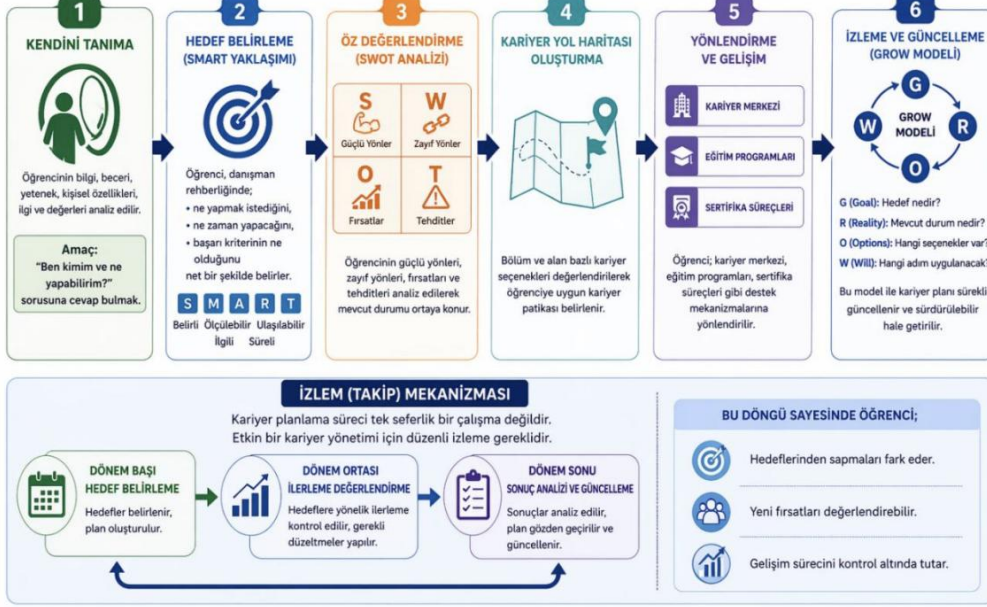 1
KENDİNİ TANIMA
Öğrencinin bilgi, beceri,
yetenek, kişisel özellikleri,
ilgi ve değerleri analiz edilir.
Amaç:
"Ben kimim ve ne
yapabilirim?"
sorusuna cevap bulmak.
2
HEDEF BELİRLEME
(SMART YAKLAŞIMI)
Öğrenci, danışman
rehberliğinde;
• ne yapmak istediğini,
• ne zaman yapacağını,
• başarı kriterinin ne
olduğunu
net bir şekilde belirler.
S M A R T
Belirli Ölçülebilir Ulaşılabilir
İlgili Süreli
3
ÖZ DEĞERLENDİRME
(SWOT ANALİZİ)
S W
Güçlü Yönler Zayıf Yönler
O T
Fırsatlar Tehditler
Öğrencinin güçlü yönleri,
zayıf yönleri, fırsatları ve
tehditleri analiz edilerek
mevcut durumu ortaya konur.
4
KARİYER YOL HARİTASI
OLUŞTURMA
Bölüm ve alan bazlı kariyer
seçenekleri değerlendirilerek
öğrenciye uygun kariyer
patikası belirlenir.
5
YÖNLENDİRME
VE GELİŞİM
KARİYER MERKEZİ
EĞİTİM PROGRAMLARI
SERTİFİKA SÜREÇLERİ
Öğrenci; kariyer merkezi,
eğitim programları, sertifika
süreçleri gibi destek
mekanizmalarına
yönlendirilir.
6
İZLEME VE GÜNCELLEME
(GROW MODELİ)
G
W GROW R
MODELİ
O
G (Goal): Hedef nedir?
R (Reality): Mevcut durum nedir?
O (Options): Hangi seçenekler var?
W (Will): Hangi adım uygulanacak?
Bu model ile kariyer planı sürekli
güncellenir ve sürdürülebilir
hale getirilir.
İZLEM (TAKİP) MEKANİZMASI
Kariyer planlama süreci tek seferlik bir çalışma değildir.
Etkin bir kariyer yönetimi için düzenli izleme gereklidir.
DÖNEM BAŞI
HEDEF BELİRLEME
Hedefler belirlenir,
plan oluşturulur.
DÖNEM ORTASI
İLERLEME DEĞERLENDİRME
Hedeflere yönelik ilerleme
kontrol edilir, gerekli
düzeltmeler yapılır.
DÖNEM SONU
SONUÇ ANALİZİ VE GÜNCELLEME
Sonuçlar analiz edilir,
plan gözden geçirilir ve
güncellenir.
BU DÖNGÜ SAYESİNDE ÖĞRENCİ;
Hedeflerinden sapmaları fark eder.
Yeni fırsatları değerlendirebilir.
Gelişim sürecini kontrol altında tutar.